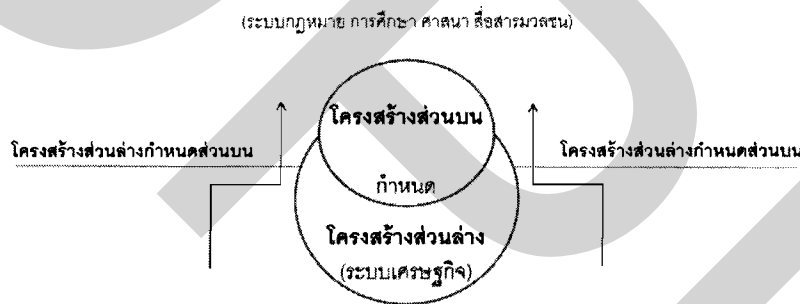 (ระบบกฎหมาย การศึกษา ศาสนา สื่อสารมวลชน)
โครงสร้างส่วนบน
โครงสร้างส่วนล่างกำหนดส่วนบน
โครงสร้างส่วนล่างกำหนดส่วนบน
กำหนด
โครงสร้างส่วนล่าง
(ระบบเศรษฐกิจ)